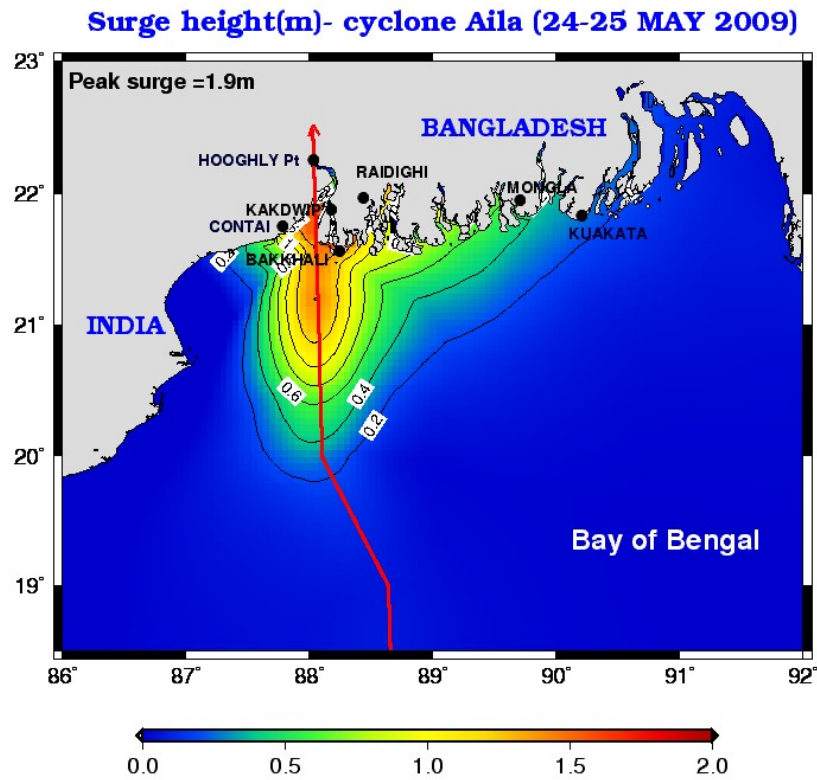 Surge height(m)- cyclone Aila (24-25 MAY 2009)
23°
Peak surge =1.9m
BANGLADESH
HOOGHLY Pt
RAIDIGHI
22°
MONGLA
KAKDWIP
CONTAI
KUAKATA
BAKKHALI
0.4
INDIA
21°
0.6
0.4
0.2
20°
Bay of Bengal
19°
86° 87° 88° 89° 90° 91° 92°
0.0 0.5 1.0 1.5 2.0